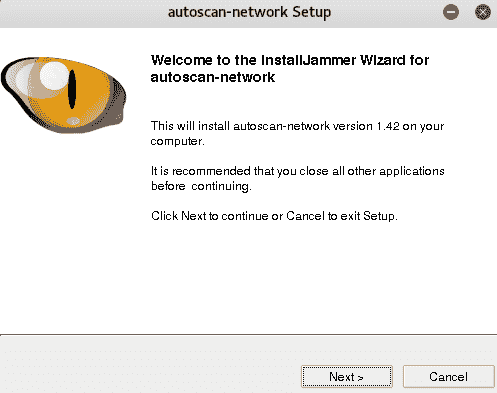 autoscan-network Setup
Welcome to the InstallJammer Wizard for
autoscan-network
This will install autoscan-network version 1.42 on your
computer.
It is recommended that you close all other applications
before continuing.
Click Next to continue or Cancel to exit Setup.
Next >
Cancel